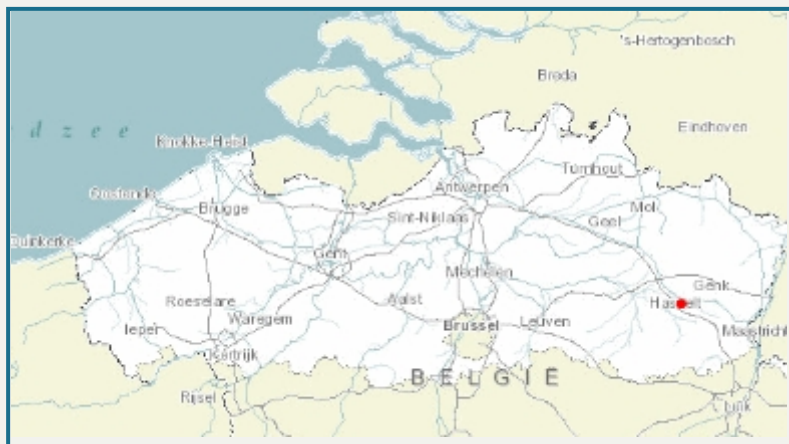 's-Hertogenbosch
Breda
d z e e
Eindhoven
Knokke-Heist
Turnhout
Antwerpen
Oostende
Brugge
Sint-Niklaas
Geel
Mol
Duinkerke
Gent
Mechelen
Genk
Roeselare
Aalst
Hasselt
Ieper
Waregem
Brussel
Leuven
Maastricht
Kortrijk
BELGIË
Rijsel
Luik